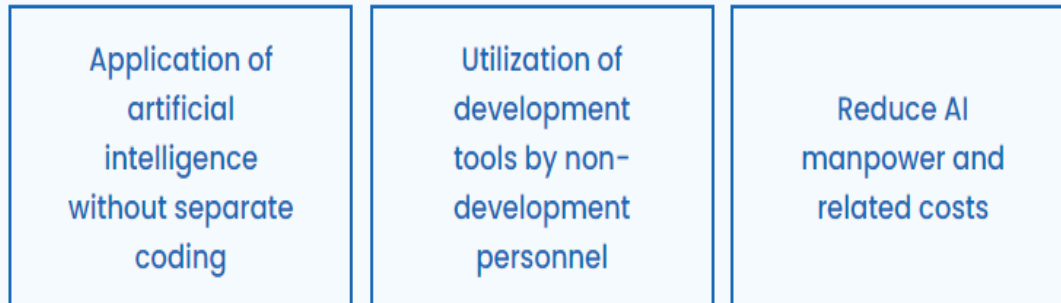 Application of
artificial
intelligence
without separate
coding
Utilization of
development
tools by non-
development
personnel
Reduce AI
manpower and
related costs